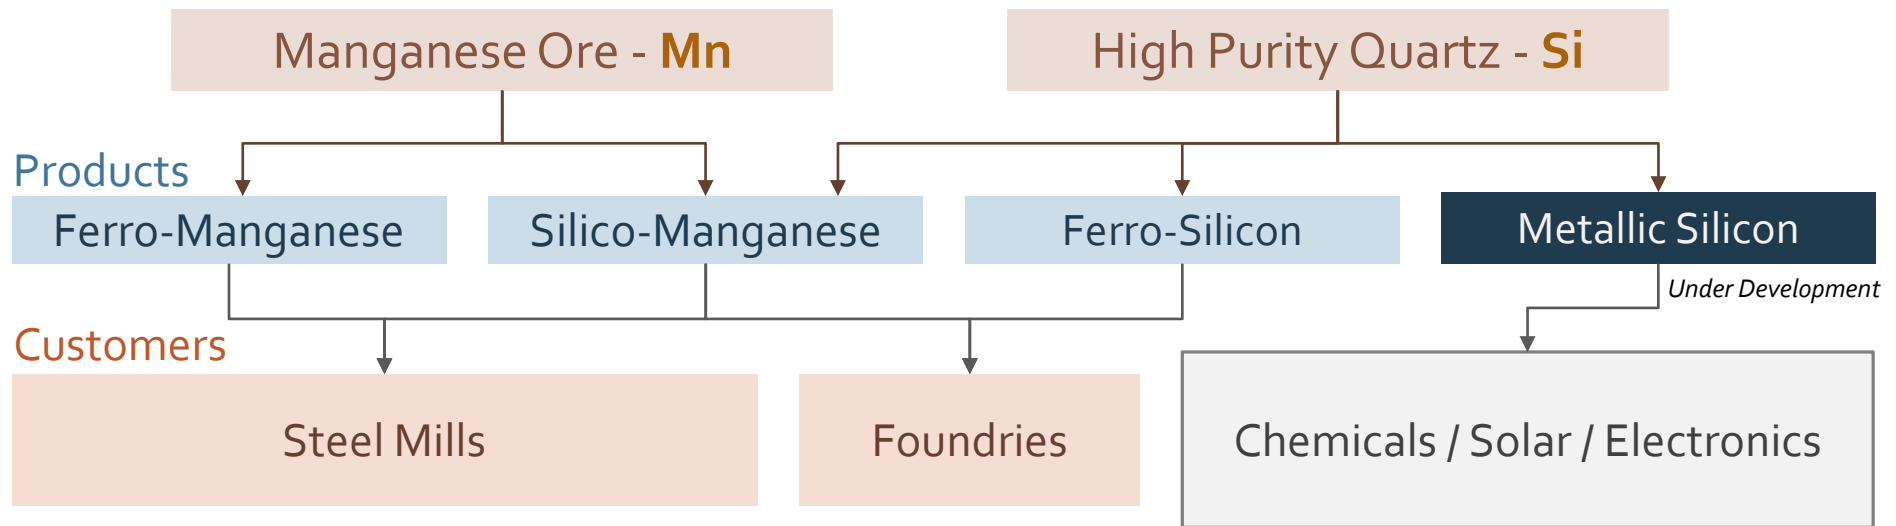 Manganese Ore - Mn
High Purity Quartz - Si
Products
Ferro-Manganese
Silico-Manganese
Ferro-Silicon
Metallic Silicon
Under Development
Customers
Steel Mills
Foundries
Chemicals / Solar / Electronics